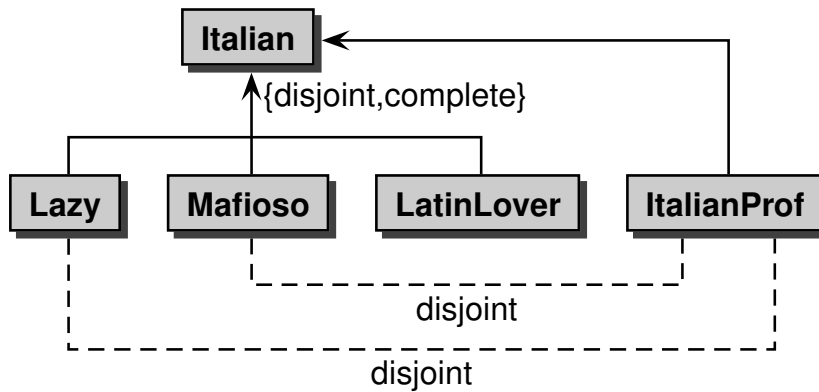 Italian
{disjoint,complete}
Lazy
Mafioso
LatinLover
ItalianProf
disjoint
disjoint